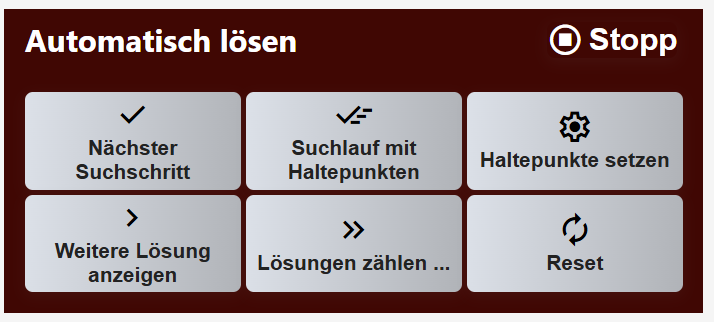 Automatisch lösen
Stopp
Nächster
Suchschritt
Suchlauf mit
Haltepunkten
Haltepunkte setzen
Weitere Lösung
anzeigen
Lösungen zählen ...
Reset